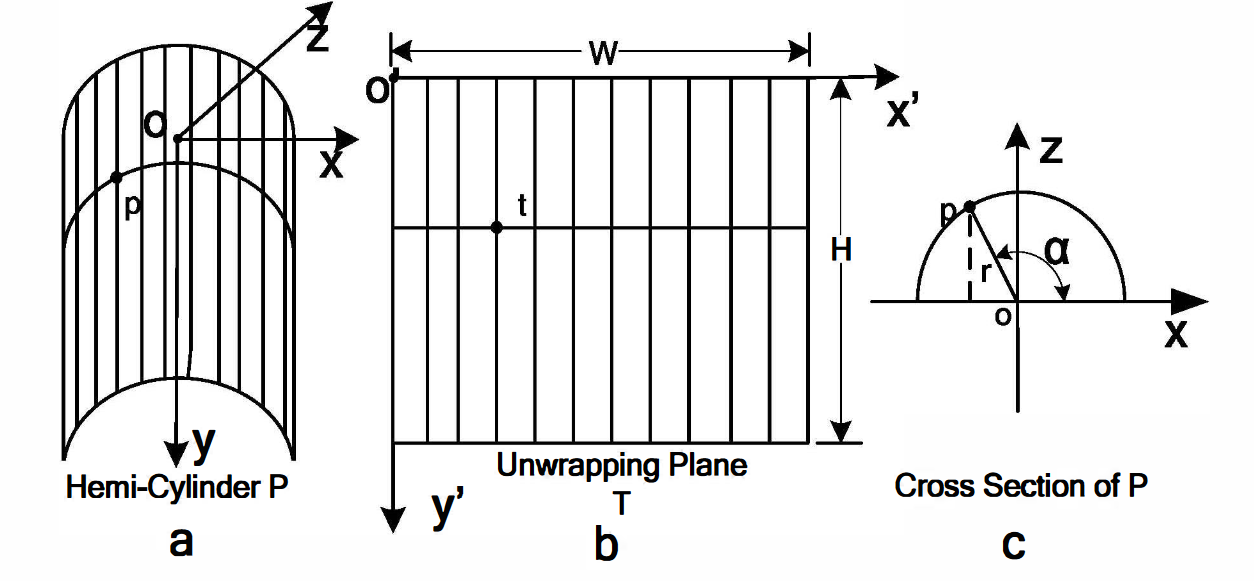 z
O
x
p
y
Hemi-Cylinder P
a
W
O'
x'
t
H
Unwrapping Plane
T
y'
b
z
p
α
r
o
x
Cross Section of P
c